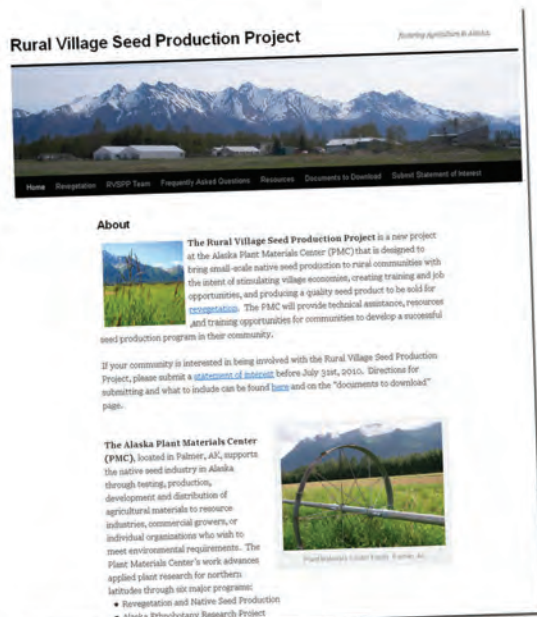 Rural Village Seed Production Project
fostering agriculture in Alaska
Home Revegetation RVSPP Team Frequently Asked Questions Resources Documents to Download Submit Statement of Interest
About
The Rural Village Seed Production Project is a new project
at the Alaska Plant Materials Center (PMC) that is designed to
bring small-scale native seed production to rural communities with
the intent of stimulating village economies, creating training and job
opportunities, and producing a quality seed product to be sold for
revegetation. The PMC will provide technical assistance, resources
,and training opportunities for communities to develop a successful
seed production program in their community.
If your community is interested in being involved with the Rural Village Seed Production
Project, please submit a statement of interest before July 31st, 2010. Directions for
submitting and what to include can be found here and on the "documents to download"
page.
The Alaska Plant Materials Center
(PMC), located in Palmer, AK, supports
the native seed industry in Alaska
through testing, production,
development and distribution of
agricultural materials to resource
industries, commercial growers, or
individual organizations who wish to
meet environmental requirements. The
Plant Materials Center's work advances
applied plant research for northern
latitudes through six major programs:
• Revegetation and Native Seed Production
• Alaska Ethnobotany Research Project
Plant Materials Center Fields, Palmer, AK